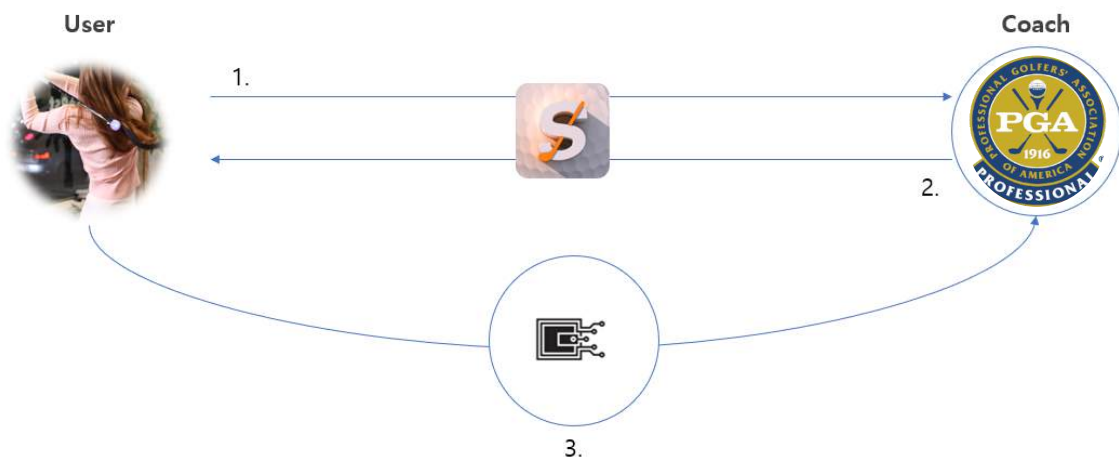 User
Coach
1.
S
PROFESSIONAL GOLFERS' ASSOCIATION
PGA
1916
OF AMERICA
PROFESSIONAL
2.
3.